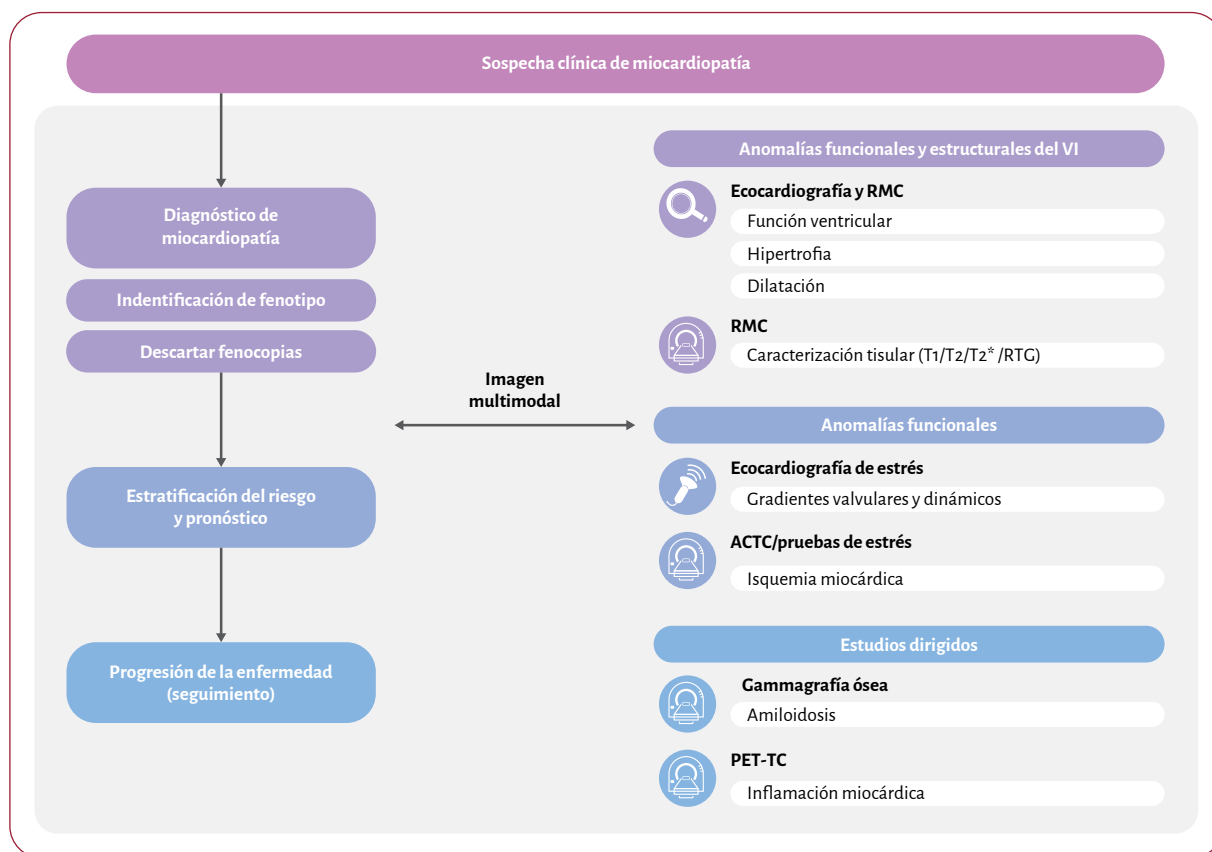 Sospecha clínica de miocardiopatía
Diagnóstico de
miocardiopatía
Indentificación de fenotipo
Descartar fenocopias
Estratificación del riesgo
y pronóstico
Progresión de la enfermedad
(seguimiento)
Imagen
multimodal
Anomalías funcionales y estructurales del VI
Ecocardiografía y RMC
Función ventricular
Hipertrofia
Dilatación
RMC
Caracterización tisular (T1/T2/T2* /RTG)
Anomalías funcionales
Ecocardiografía de estrés
Gradientes valvulares y dinámicos
ACTC/pruebas de estrés
Isquemia miocárdica
Estudios dirigidos
Gammagrafía ósea
Amiloidosis
PET-TC
Inflamación miocárdica